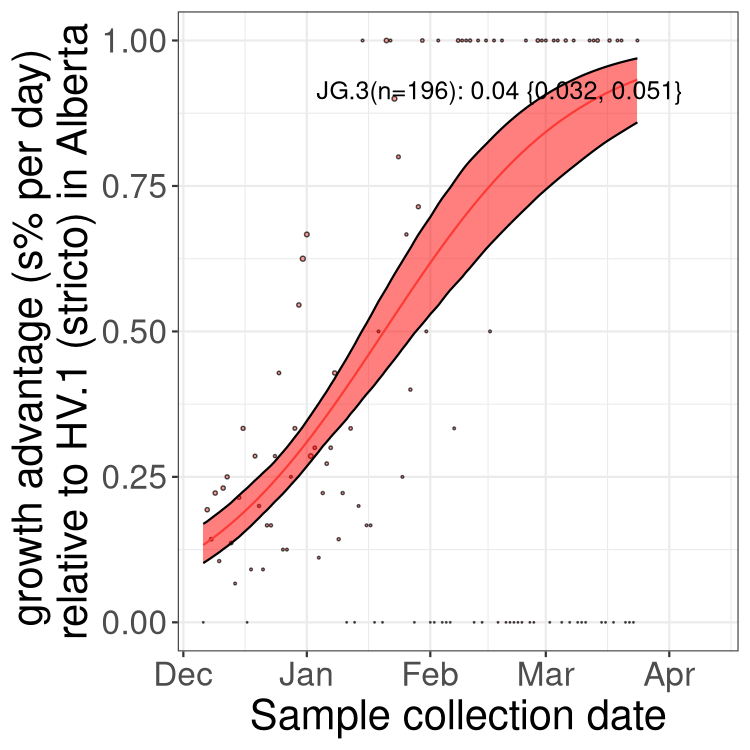 growth advantage (s% per day)
relative to HV.1 (stricto) in Alberta
1.00
JG.3(n=196): 0.04 {0.032, 0.051}
0.75
0.50
0.25
0.00
Dec Jan Feb Mar Apr
Sample collection date